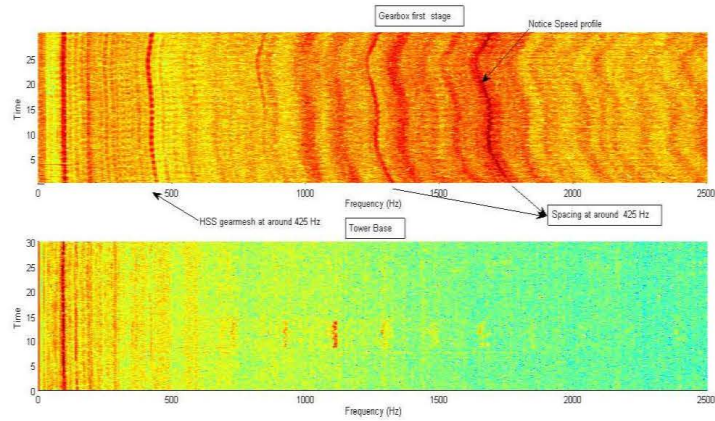 Gearbox first stage
Notice Speed profile
25
20
15
10
5
Time
0
500
1000
1500
2000
2500
Frequency (Hz)
HSS gearmesh at around 425 Hz
Spacing at around 425 Hz
Tower Base
30
25
20
15
10
5
0
Time
0
500
1000
1500
2000
2500
Frequency (Hz)